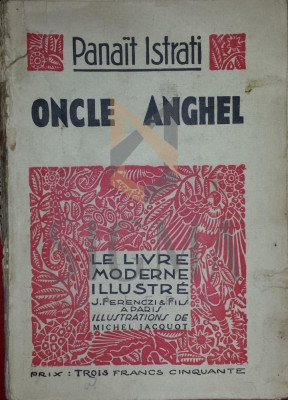 Panaït Istrati
ONCLE ANGHEL
LE LIVRE
MODERNE
ILLUSTRÉ
J. FERENCZI & FILS
A PARIS
ILLUSTRATIONS DE
MICHEL JACQUOT
PRIX : TROIS FRANCS CINQUANTE